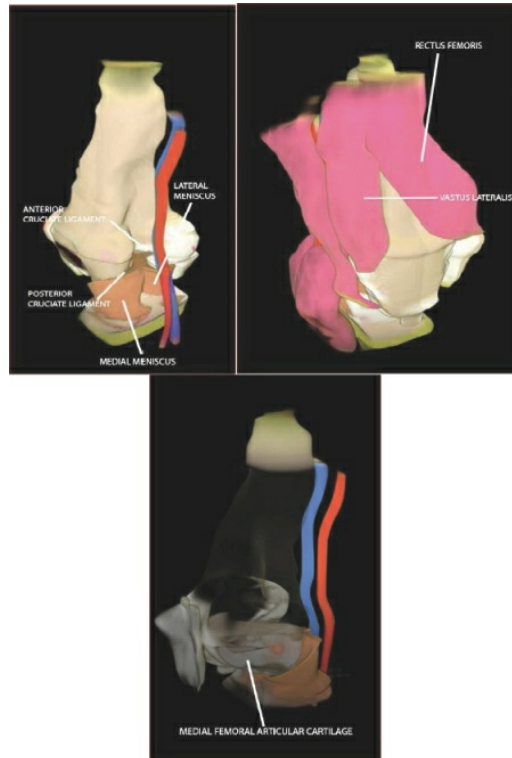 LATERAL
MENISCUS
ANTERIOR
CRUCIATE LIGAMENT
POSTERIOR
CRUCIATE LIGAMENT
MEDIAL MENISCUS
RECTUS FEMORIS
VASTUS LATERALIS
MEDIAL FEMORAL ARTICULAR CARTILAGE